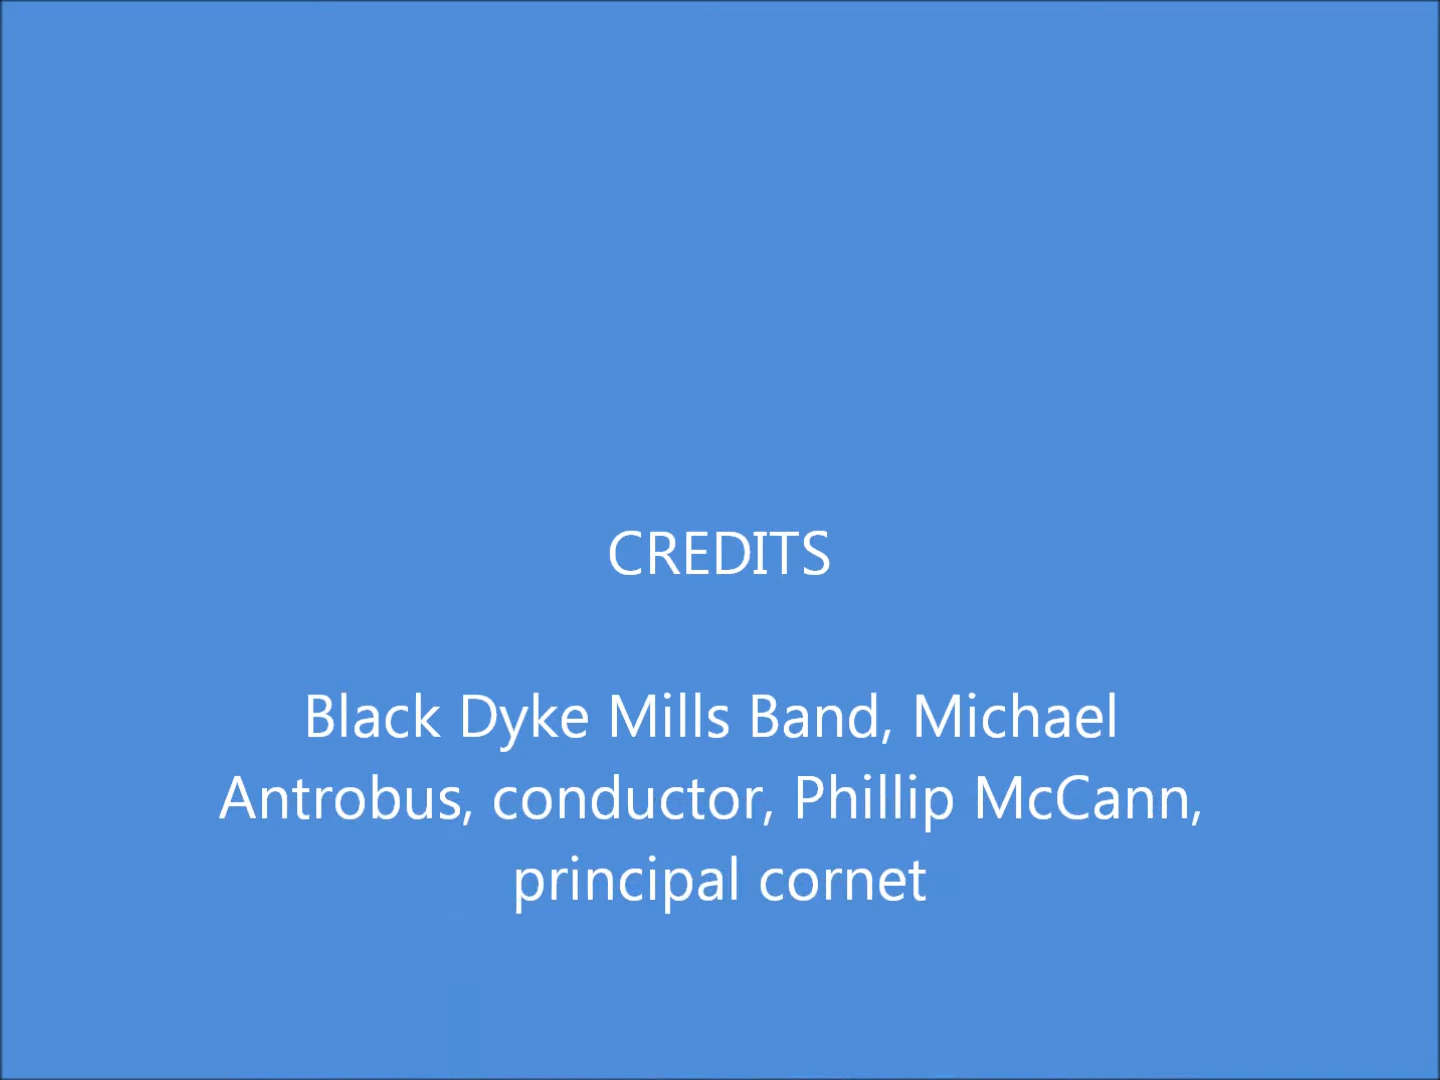 CREDITS
Black Dyke Mills Band, Michael
Antrobus, conductor, Phillip McCann,
principal cornet